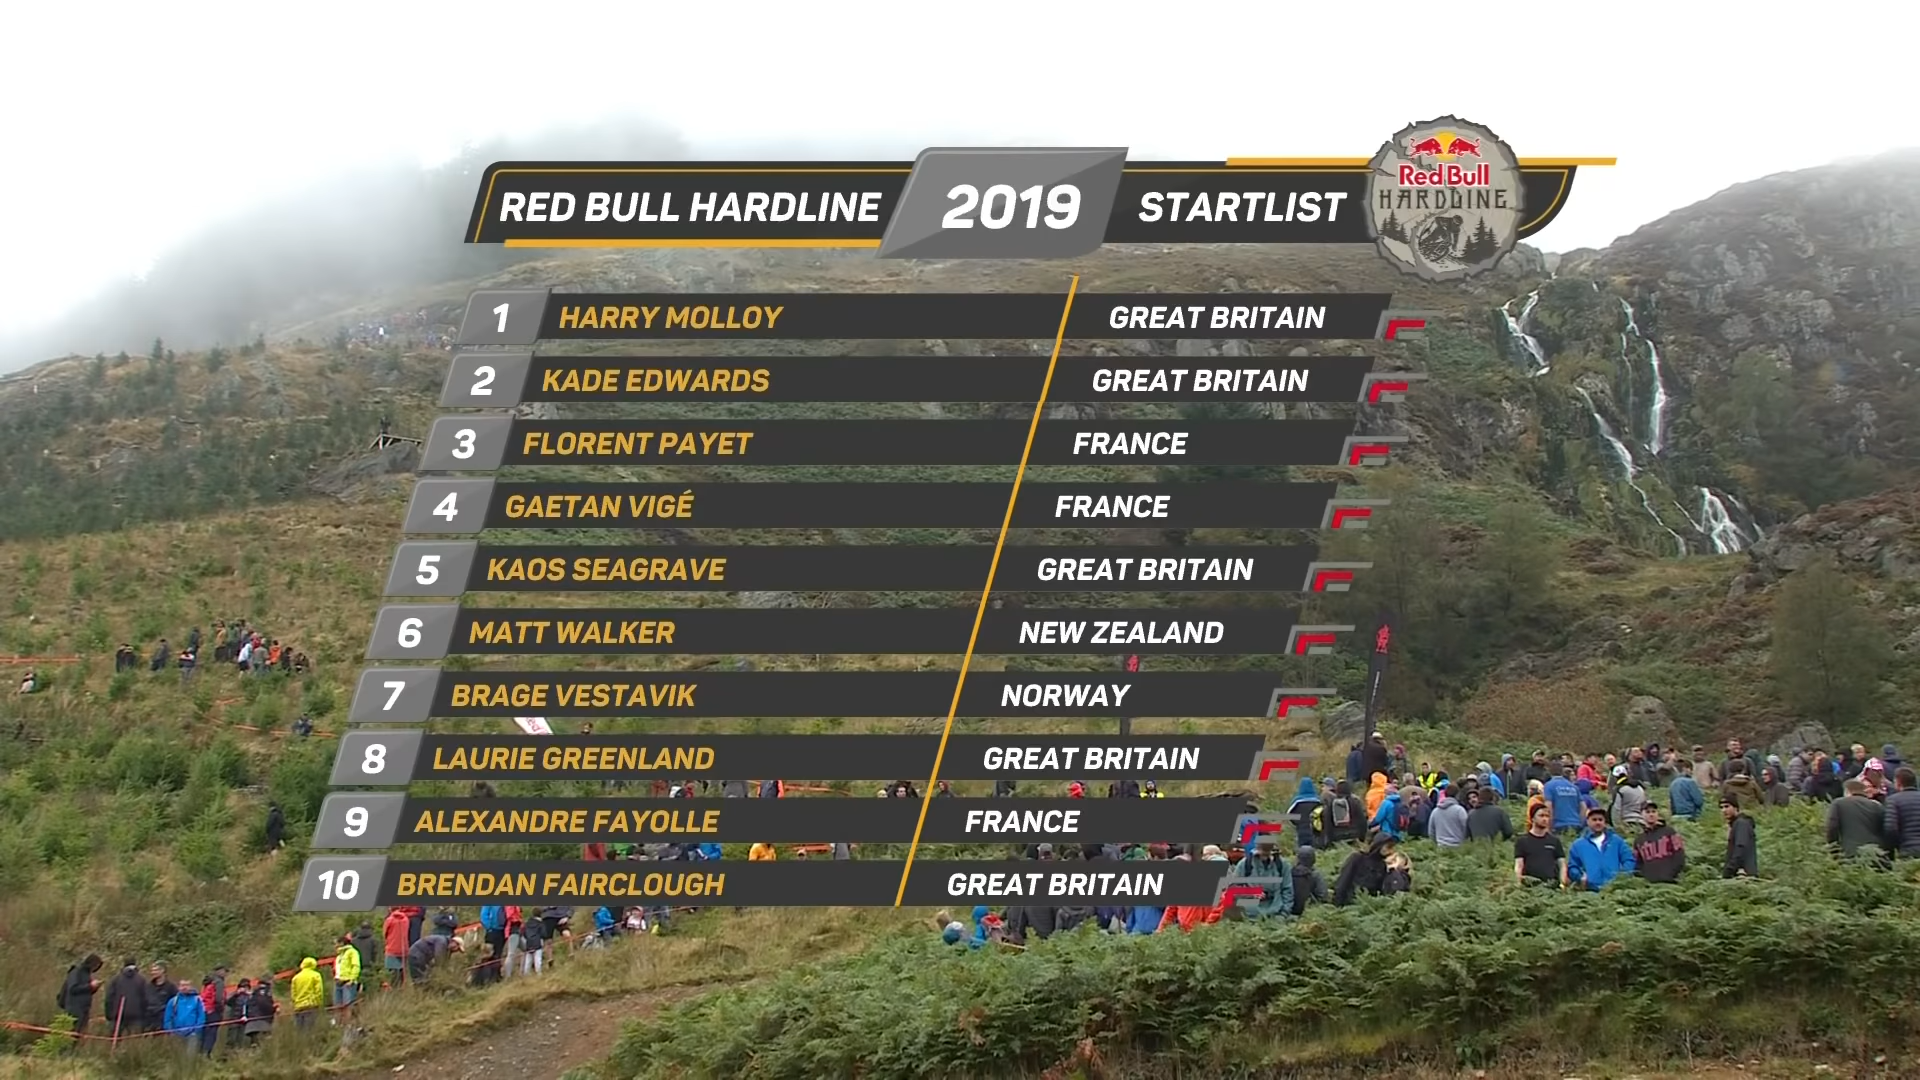 RED BULL HARDLINE 2019 STARTLIST
Red Bull
HARDLINE
1 HARRY MOLLOY GREAT BRITAIN
2 KADE EDWARDS GREAT BRITAIN
3 FLORENT PAYET FRANCE
4 GAETAN VIGÉ FRANCE
5 KAOS SEAGRAVE GREAT BRITAIN
6 MATT WALKER NEW ZEALAND
7 BRAGE VESTAVIK NORWAY
8 LAURIE GREENLAND GREAT BRITAIN
9 ALEXANDRE FAYOLLE FRANCE
10 BRENDAN FAIRCLOUGH GREAT BRITAIN